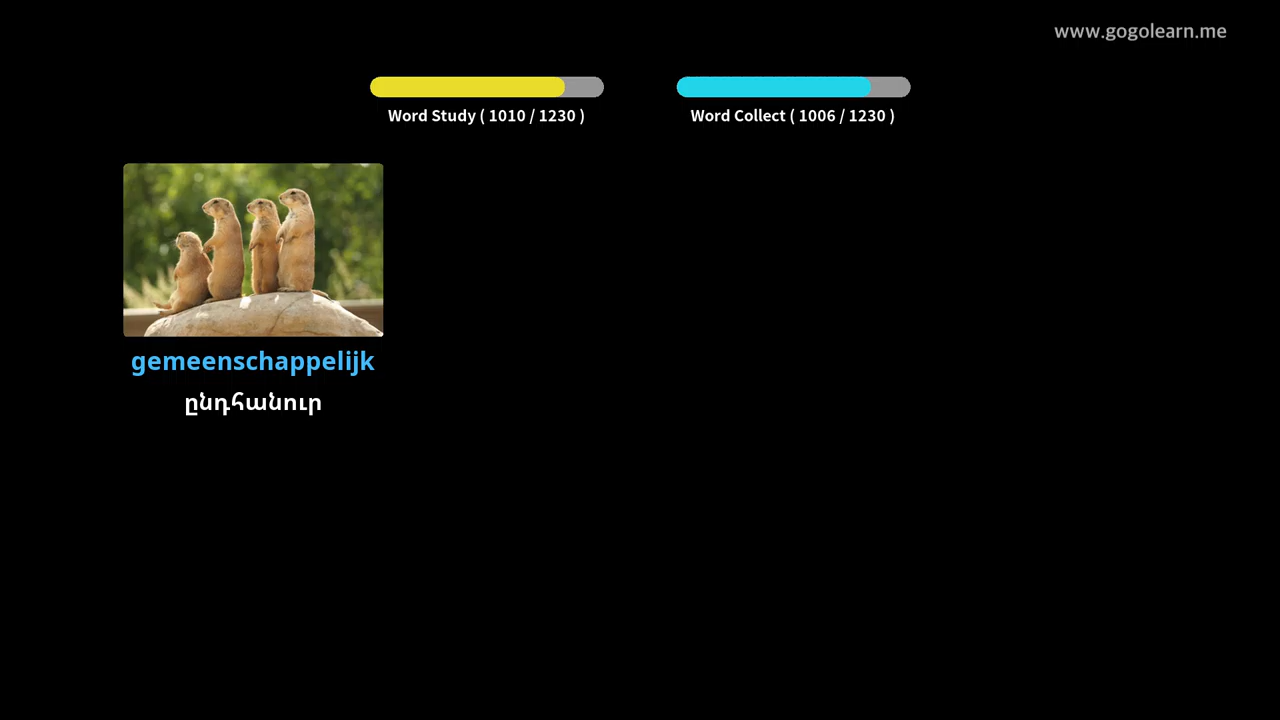 www.gogolearn.me
Word Study ( 1010 / 1230 )
Word Collect ( 1006 / 1230 )
gemeenschappelijk
ընդհանուր